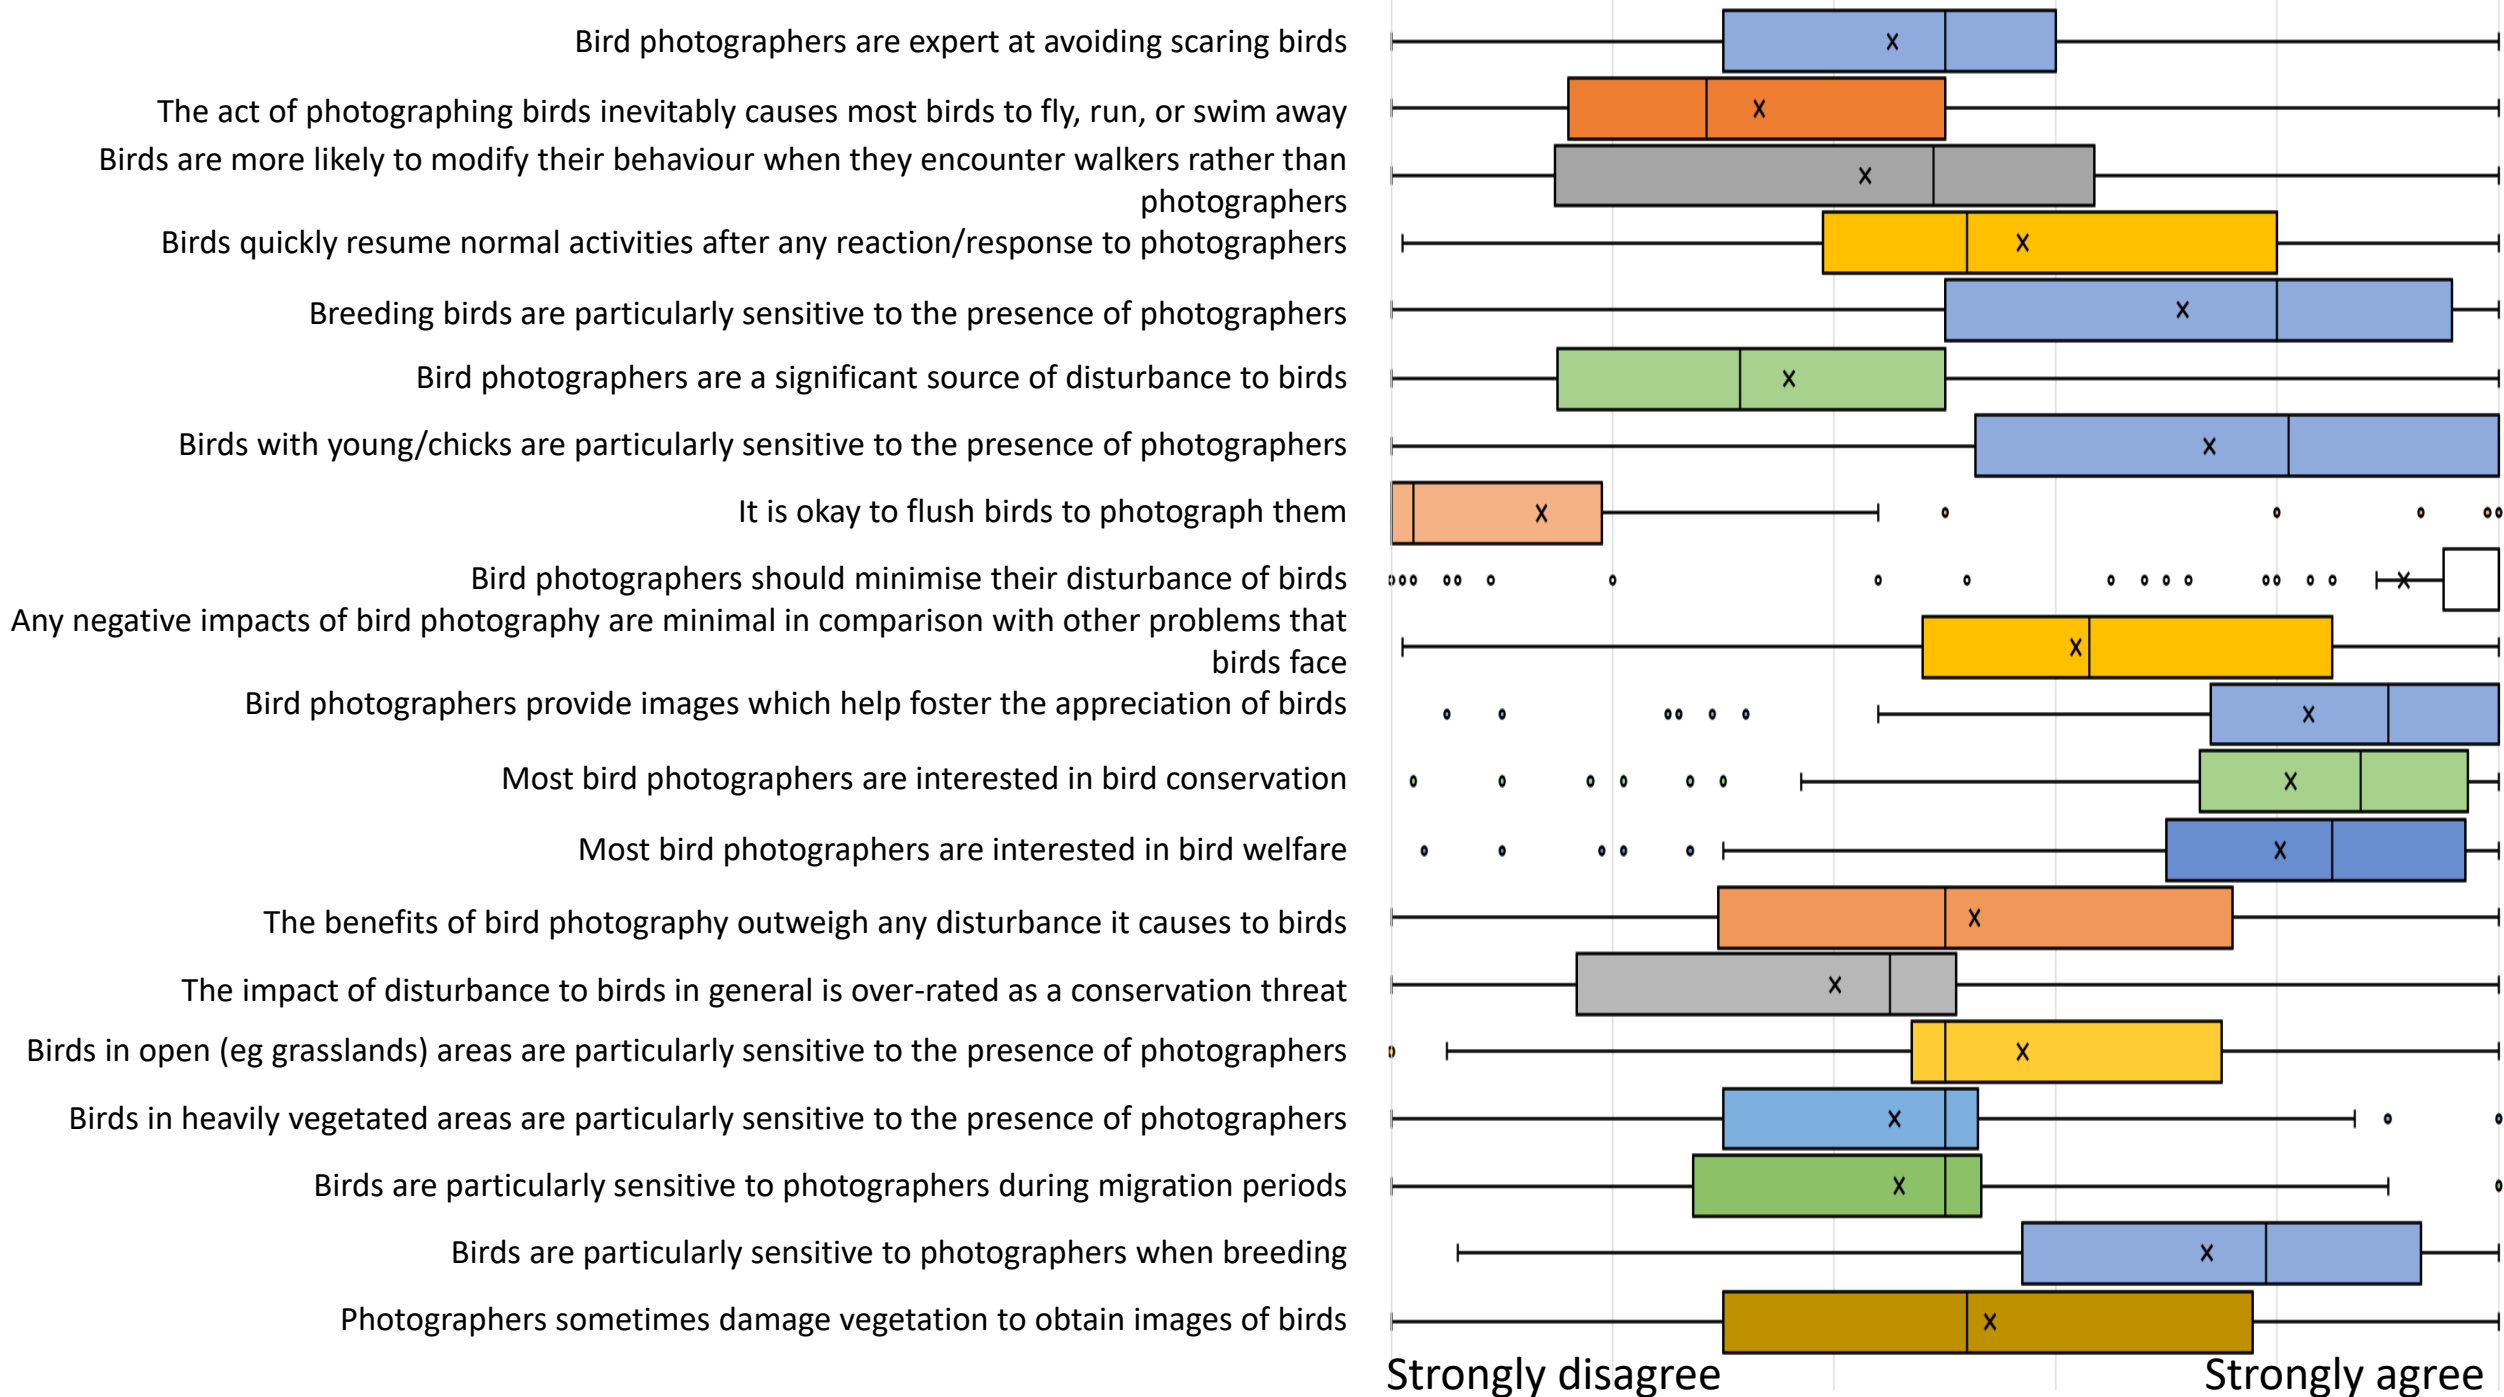 Bird photographers are expert at avoiding scaring birds
The act of photographing birds inevitably causes most birds to fly, run, or swim away
Birds are more likely to modify their behaviour when they encounter walkers rather than
photographers
Birds quickly resume normal activities after any reaction/response to photographers
Breeding birds are particularly sensitive to the presence of photographers
Bird photographers are a significant source of disturbance to birds
Birds with young/chicks are particularly sensitive to the presence of photographers
It is okay to flush birds to photograph them
Bird photographers should minimise their disturbance of birds
Any negative impacts of bird photography are minimal in comparison with other problems that
birds face
Bird photographers provide images which help foster the appreciation of birds
Most bird photographers are interested in bird conservation
Most bird photographers are interested in bird welfare
The benefits of bird photography outweigh any disturbance it causes to birds
The impact of disturbance to birds in general is over-rated as a conservation threat
Birds in open (eg grasslands) areas are particularly sensitive to the presence of photographers
Birds in heavily vegetated areas are particularly sensitive to the presence of photographers
Birds are particularly sensitive to photographers during migration periods
Birds are particularly sensitive to photographers when breeding
Photographers sometimes damage vegetation to obtain images of birds
Strongly disagree
Strongly agree